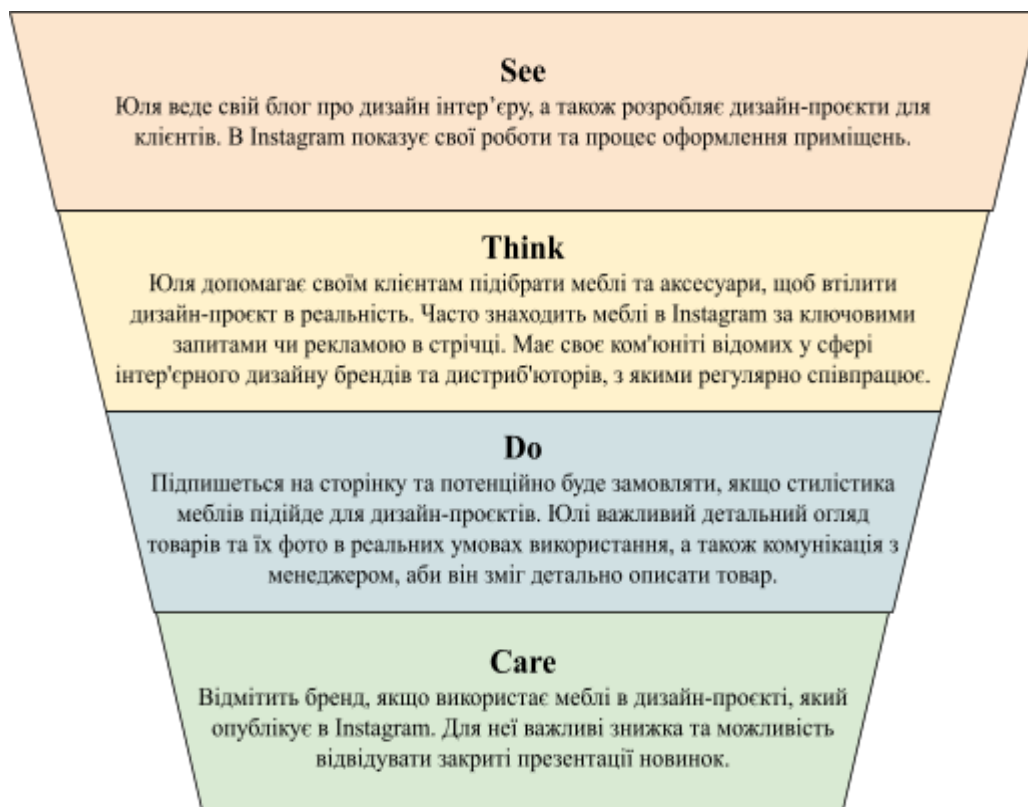 See
Юля веде свій блог про дизайн інтер’єру, а також розробляє дизайн-проєкти для
клієнтів. В Instagram показує свої роботи та процес оформлення приміщень.
Think
Юля допомагає своїм клієнтам підібрати меблі та аксесуари, щоб втілити
дизайн-проєкт в реальність. Часто знаходить меблі в Instagram за ключовими
запитами чи рекламою в стрічці. Має своє ком'юніті відомих у сфері
інтер'єрного дизайну брендів та дистриб'юторів, з якими регулярно співпрацює.
Do
Підпишеться на сторінку та потенційно буде замовляти, якщо стилістика
меблів підійде для дизайн-проєктів. Юлі важливий детальний огляд
товарів та їх фото в реальних умовах використання, а також комунікація з
менеджером, аби він зміг детально описати товар.
Care
Відмітить бренд, якщо використає меблі в дизайн-проєкті, який
опублікує в Instagram. Для неї важливі знижка та можливість
відвідувати закриті презентації новинок.